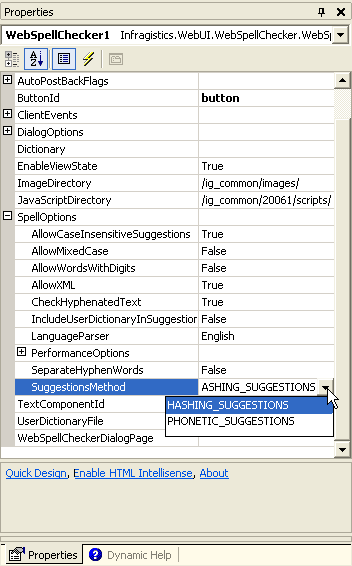 Properties
WebSpellChecker1 Infragistics.WebUI.WebSpellChecker.WebSp
AutoPostBackFlags
ButtonId button
ClientEvents
DialogOptions
Dictionary
EnableViewState True
ImageDirectory /ig_common/images/
JavaScriptDirectory /ig_common/20061/scripts/
SpellOptions
AllowCaseInsensitiveSuggestions True
AllowMixedCase False
AllowWordsWithDigits False
AllowXML True
CheckHyphenatedText True
IncludeUserDictionaryInSuggestion False
LanguageParser English
PerformanceOptions
SeparateHyphenWords False
SuggestionsMethod ASHING_SUGGESTIONS
TextComponentId HASHING_SUGGESTIONS
UserDictionaryFile PHONETIC_SUGGESTIONS
WebSpellCheckerDialogPage
Quick Design, Enable HTML Intellisense, About
Properties Dynamic Help